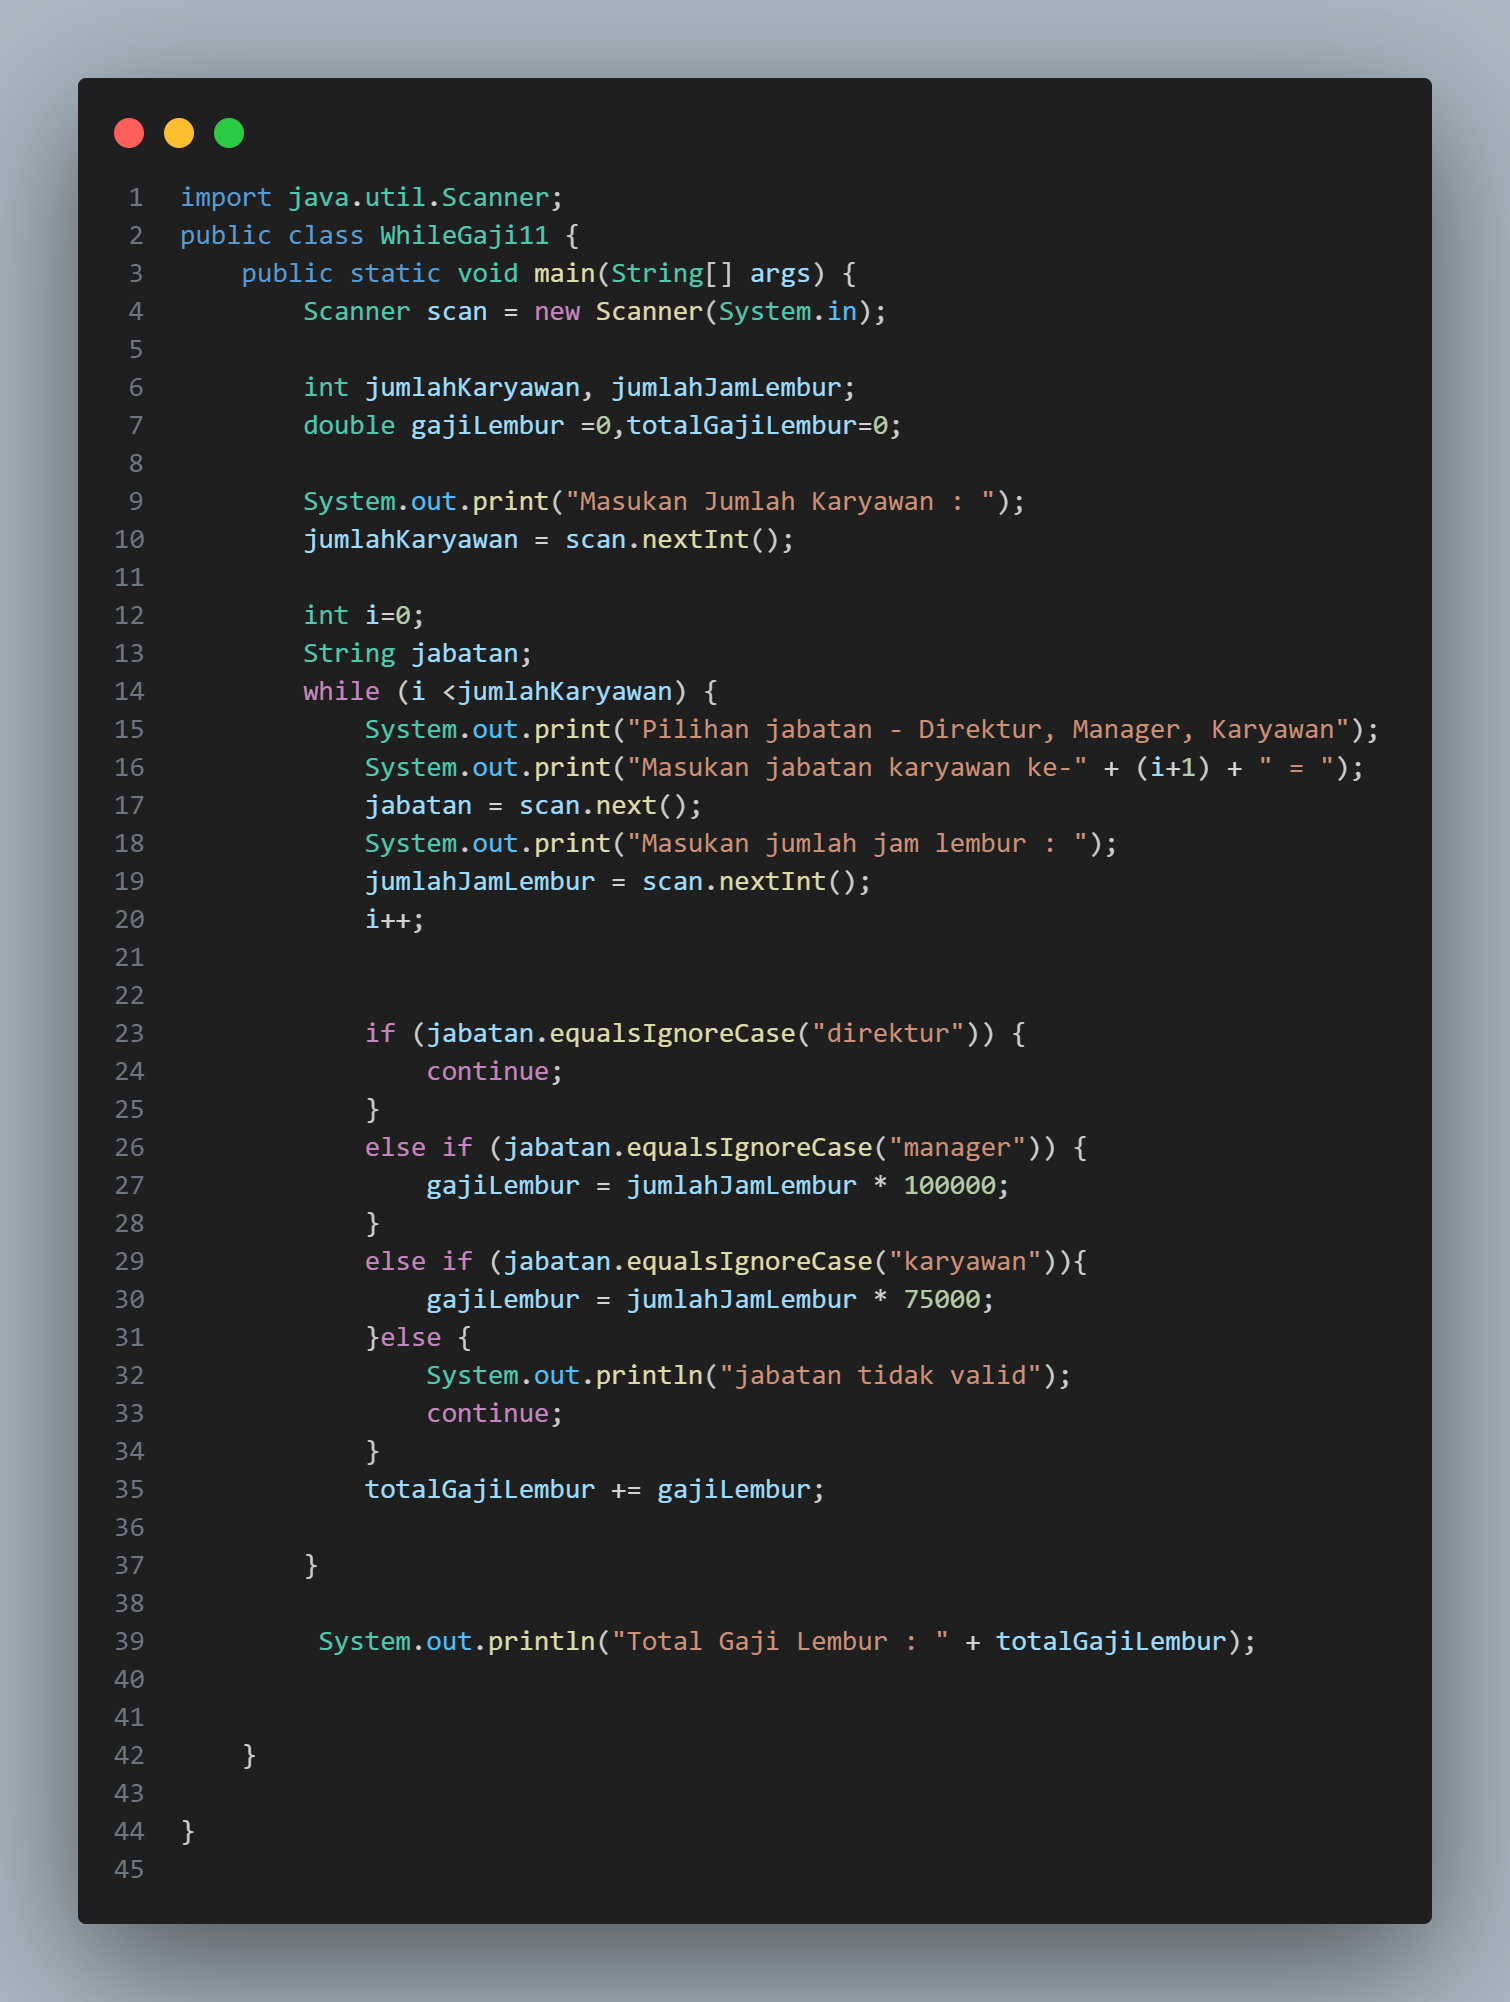 1 import java.util.Scanner;
2 public class WhileGaji11 {
3     public static void main(String[] args) {
4         Scanner scan = new Scanner(System.in);
5
6         int jumlahKaryawan, jumlahJamLembur;
7         double gajiLembur =0,totalGajiLembur=0;
8
9         System.out.print("Masukan Jumlah Karyawan : ");
10         jumlahKaryawan = scan.nextInt();
11
12         int i=0;
13         String jabatan;
14         while (i <jumlahKaryawan) {
15             System.out.print("Pilihan jabatan - Direktur, Manager, Karyawan");
16             System.out.print("Masukan jabatan karyawan ke-" + (i+1) + " = ");
17             jabatan = scan.next();
18             System.out.print("Masukan jumlah jam lembur : ");
19             jumlahJamLembur = scan.nextInt();
20             i++;
21
22
23             if (jabatan.equalsIgnoreCase("direktur")) {
24                 continue;
25             }
26             else if (jabatan.equalsIgnoreCase("manager")) {
27                 gajiLembur = jumlahJamLembur * 100000;
28             }
29             else if (jabatan.equalsIgnoreCase("karyawan")){
30                 gajiLembur = jumlahJamLembur * 75000;
31             }else {
32                 System.out.println("jabatan tidak valid");
33                 continue;
34             }
35             totalGajiLembur += gajiLembur;
36
37         }
38
39          System.out.println("Total Gaji Lembur : " + totalGajiLembur);
40
41
42     }
43
44 }
45